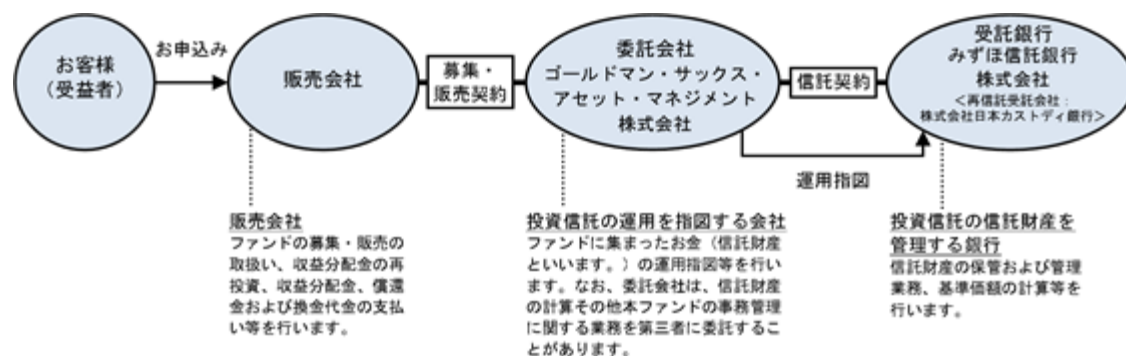 お客様
（受益者）
お申込み
販売会社
募集・
販売契約
委託会社
ゴールドマン・サックス・
アセット・マネジメント
株式会社
信託契約
受託銀行
みずほ信託銀行
株式会社
＜再信託受託会社：
株式会社日本カストディ銀行＞
運用指図
販売会社
ファンドの募集・販売の
取扱い、収益分配金の再
投資、収益分配金、償還
金および換金代金の支払
い等を行います。
投資信託の運用を指図する会社
ファンドに集まったお金（信託財産
といいます。）の運用指図等を行い
ます。なお、委託会社は、信託財産
の計算その他本ファンドの事務管理
に関する業務を第三者に委託するこ
とがあります。
投資信託の信託財産を
管理する銀行
信託財産の保管および管理
業務、基準価額の計算等を
行います。